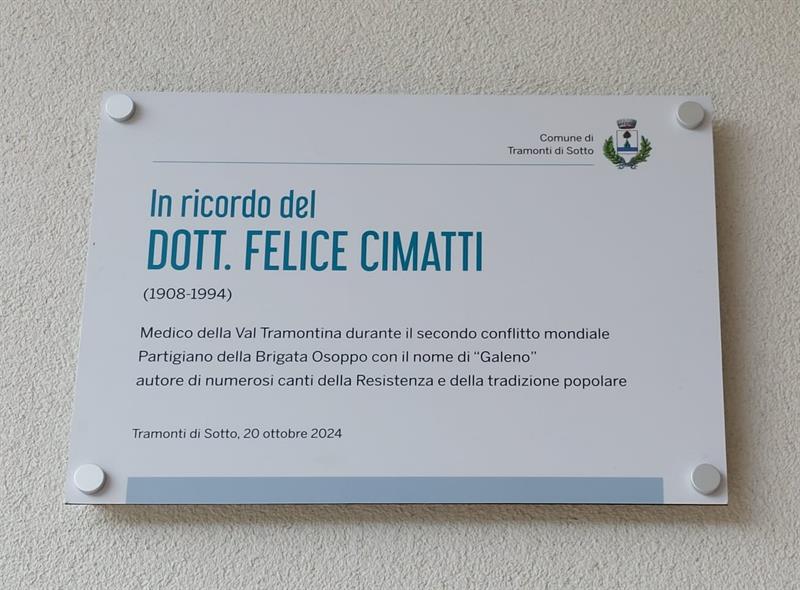 Comune di
Tramonti di Sotto
In ricordo del
DOTT. FELICE CIMATTI
(1908-1994)
Medico della Val Tramontina durante il secondo conflitto mondiale
Partigiano della Brigata Osoppo con il nome di “Galeno”
autore di numerosi canti della Resistenza e della tradizione popolare
Tramonti di Sotto, 20 ottobre 2024